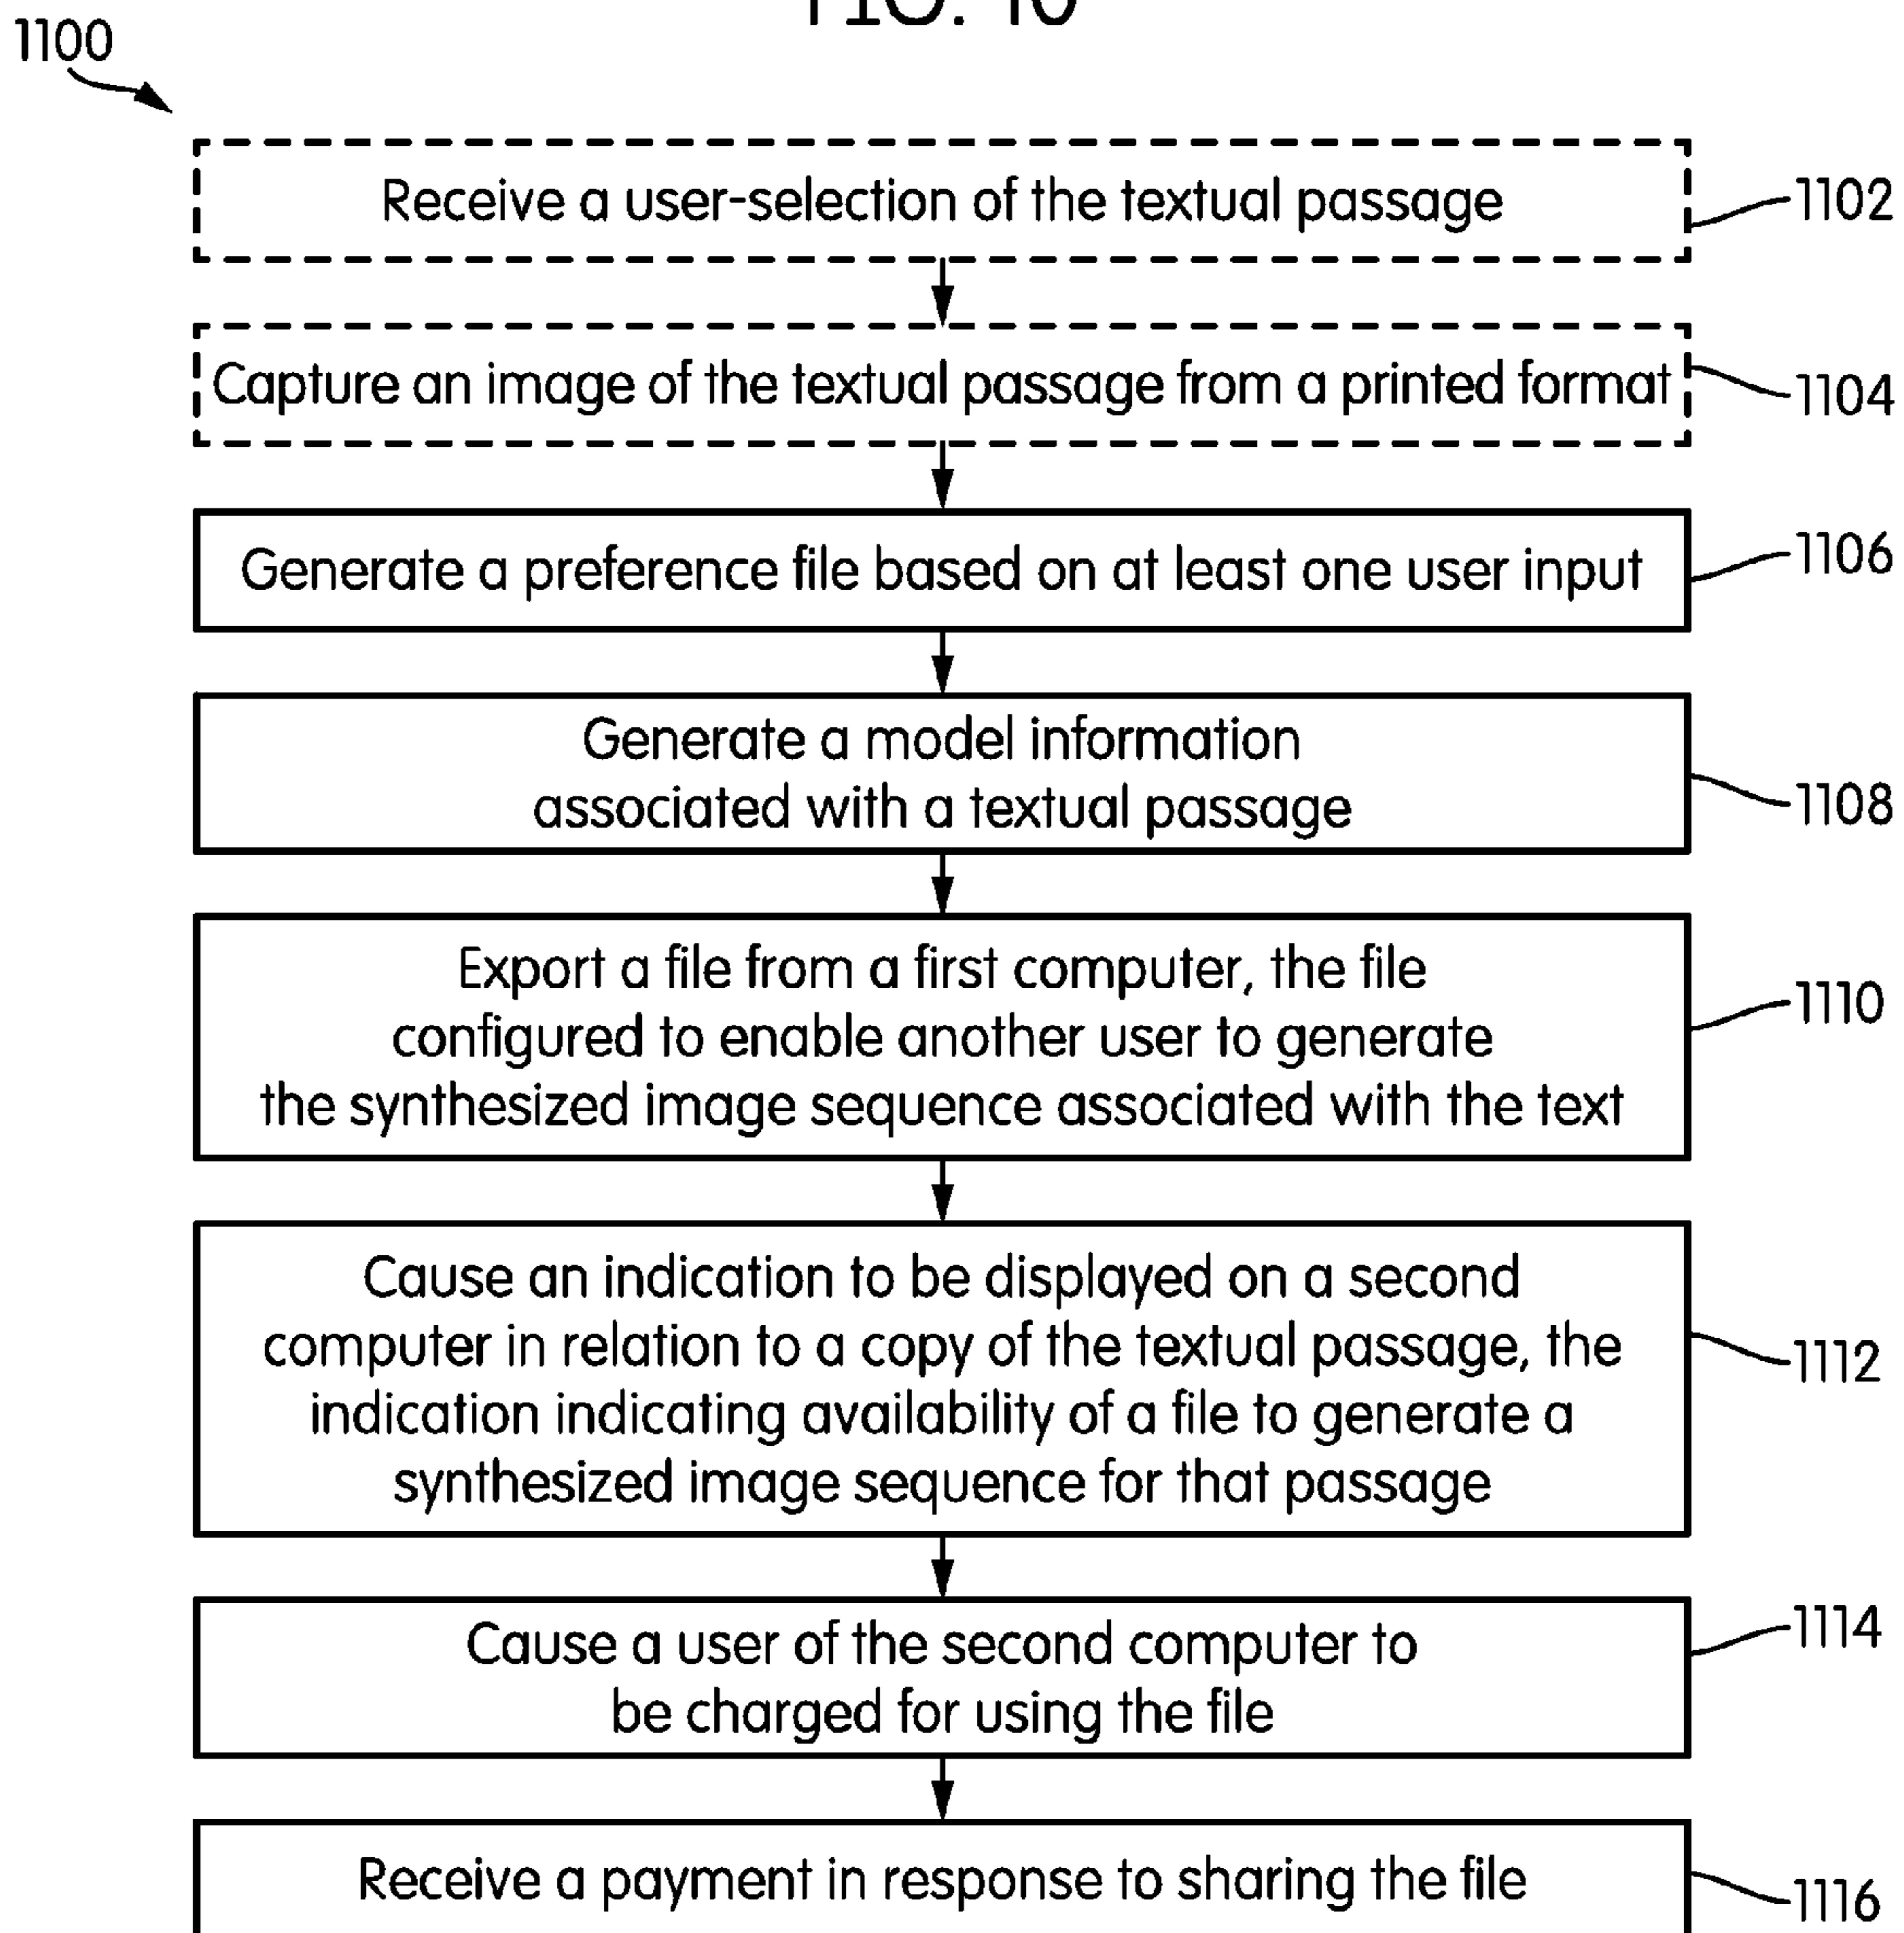 FIG. 10
1100
Receive a user-selection of the textual passage
1102
Capture an image of the textual passage from a printed format
1104
Generate a preference file based on at least one user input
1106
Generate a model information
associated with a textual passage
1108
Export a file from a first computer, the file
configured to enable another user to generate
the synthesized image sequence associated with the text
1110
Cause an indication to be displayed on a second
computer in relation to a copy of the textual passage, the
indication indicating availability of a file to generate a
synthesized image sequence for that passage
1112
Cause a user of the second computer to
be charged for using the file
1114
Receive a payment in response to sharing the file
1116